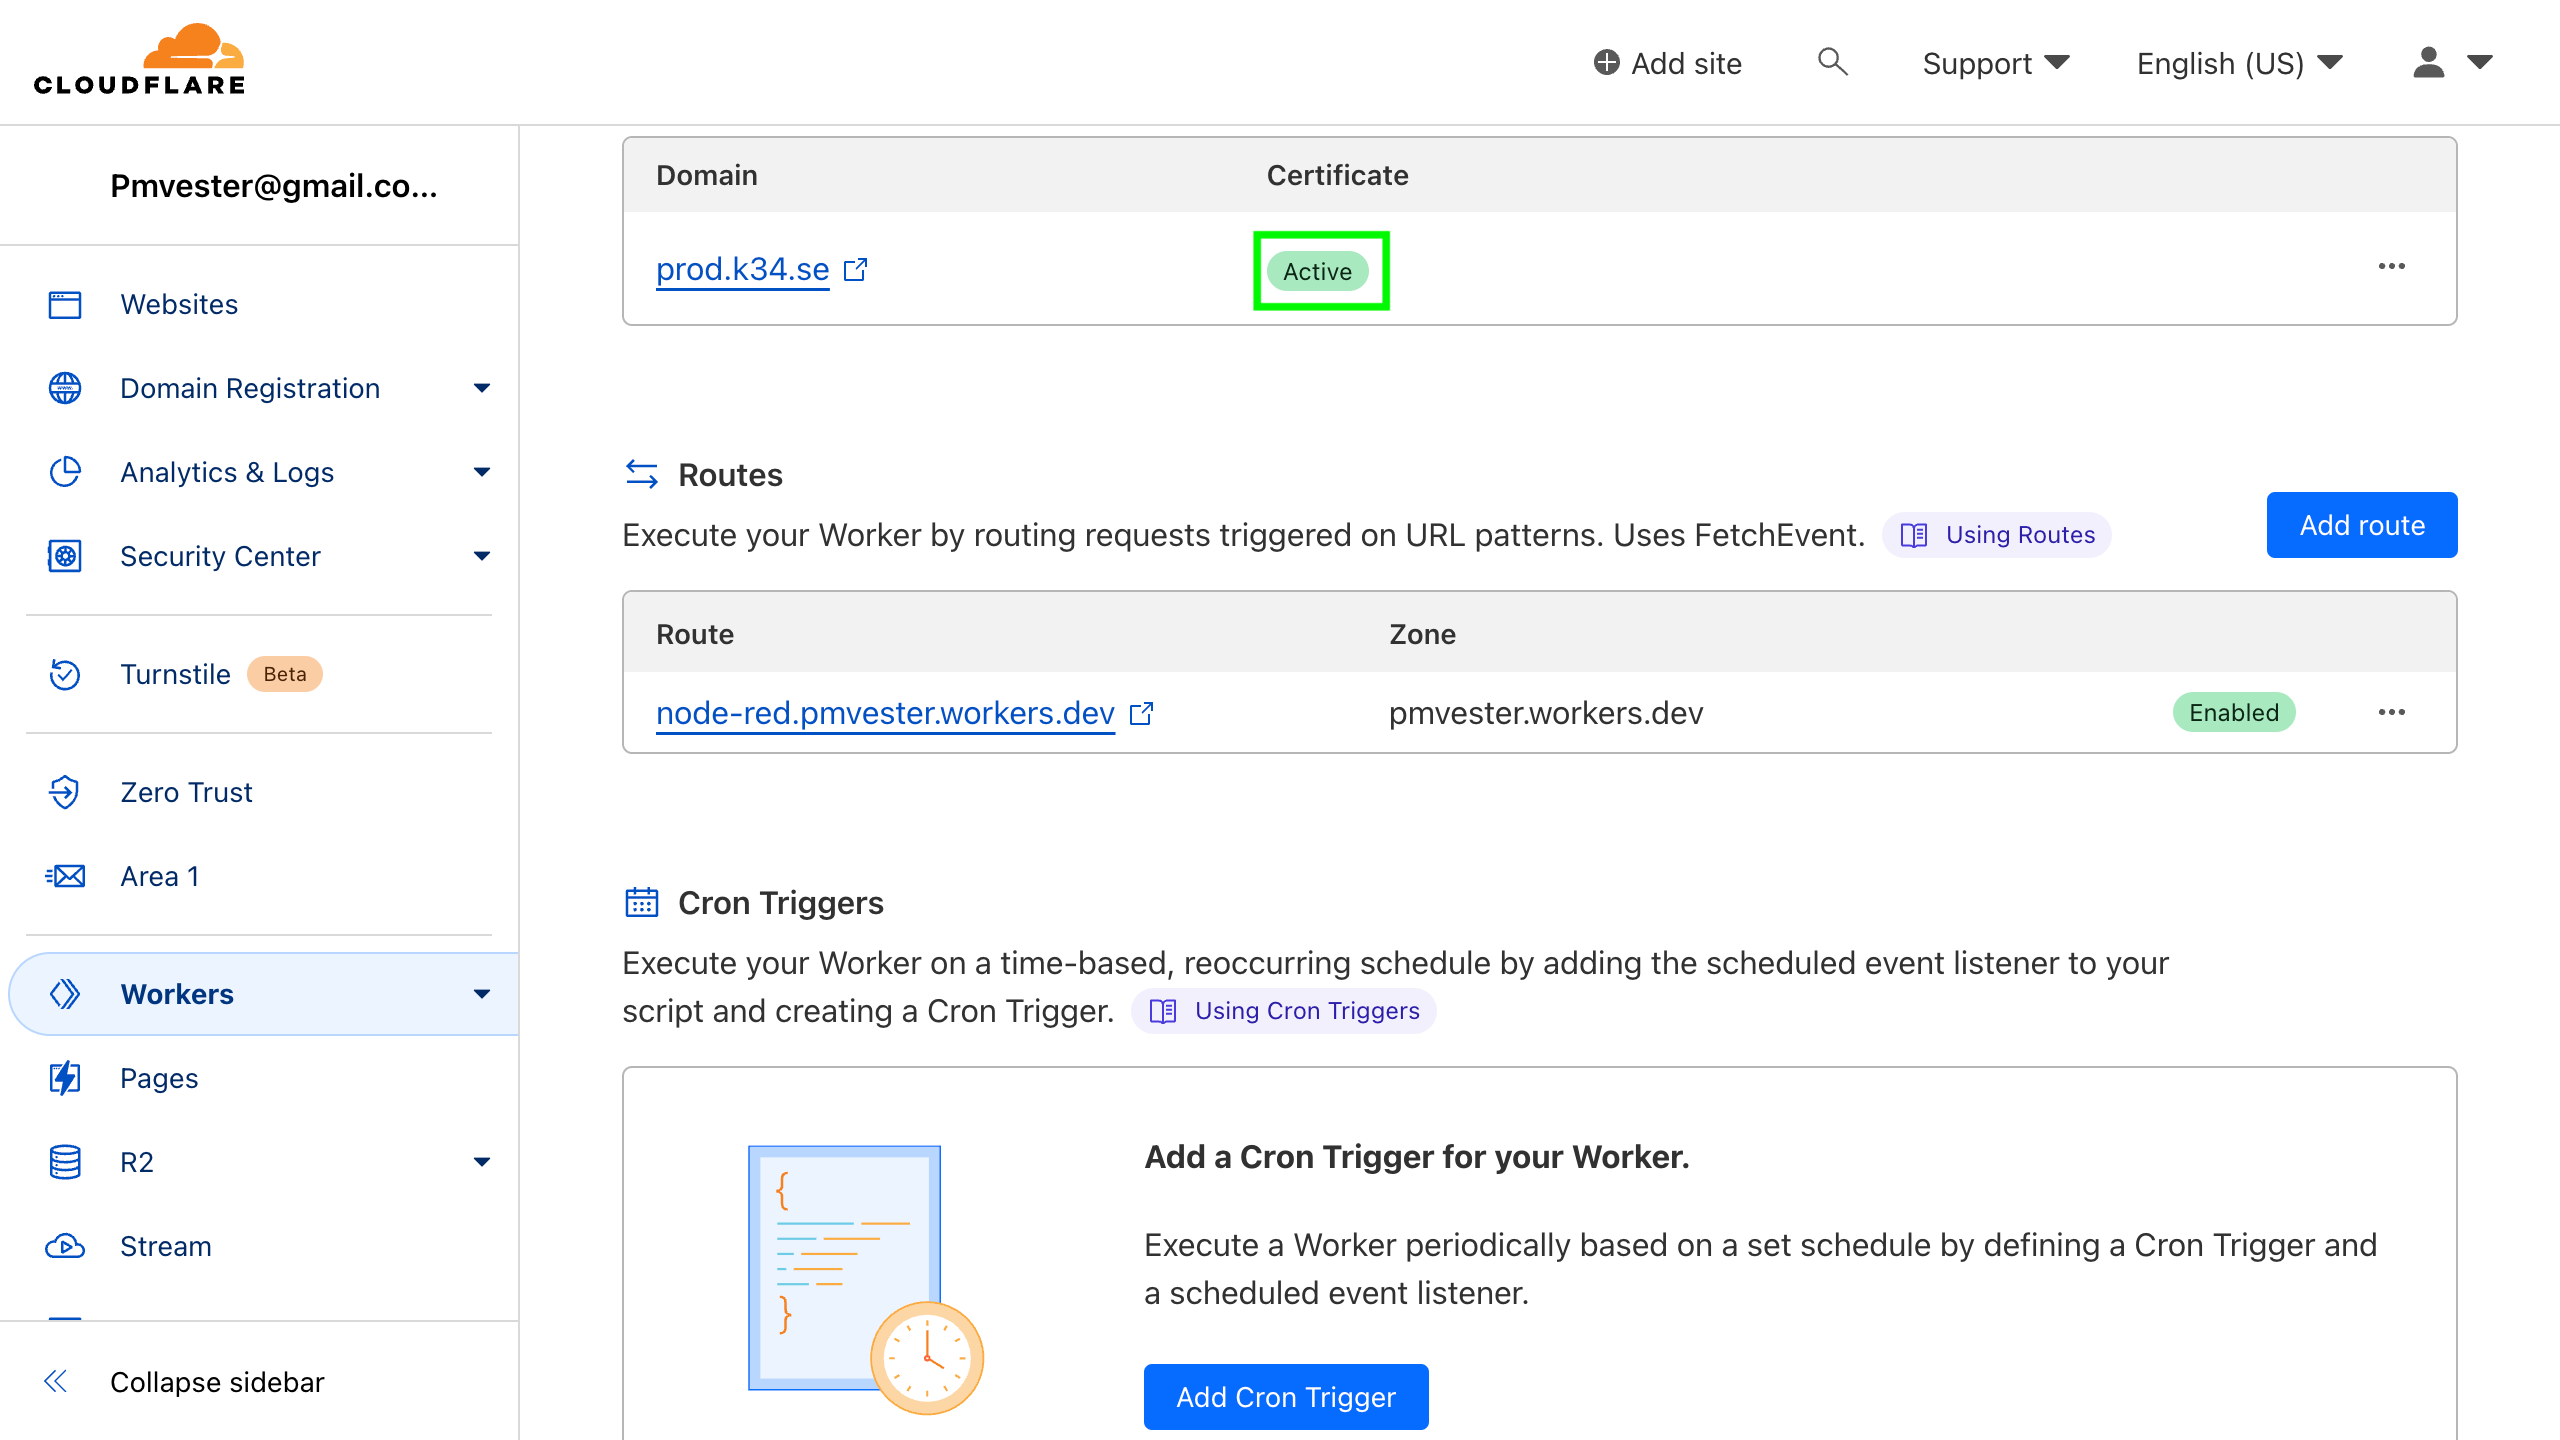 CLOUDFLARE
Add site
Support
English (US)
Pmvester@gmail.co...
Websites
Domain Registration
Analytics & Logs
Security Center
Turnstile Beta
Zero Trust
Area 1
Workers
Pages
R2
Stream
Collapse sidebar
Domain Certificate
prod.k34.se Active
Routes
Execute your Worker by routing requests triggered on URL patterns. Uses FetchEvent. Using Routes
Add route
Route Zone
node-red.pmvester.workers.dev pmvester.workers.dev Enabled
Cron Triggers
Execute your Worker on a time-based, reoccurring schedule by adding the scheduled event listener to your
script and creating a Cron Trigger. Using Cron Triggers
Add a Cron Trigger for your Worker.
Execute a Worker periodically based on a set schedule by defining a Cron Trigger and
a scheduled event listener.
Add Cron Trigger